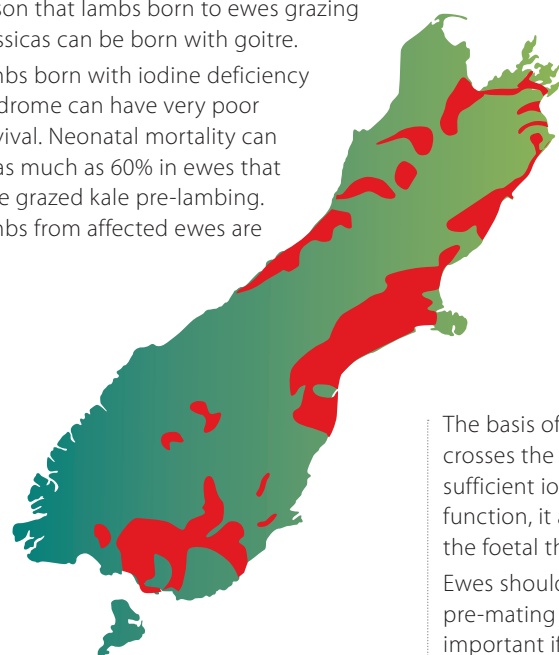 son that lambs born to ewes grazing
ssicas can be born with goitre.
mbs born with iodine deficiency
drome can have very poor
vival. Neonatal mortality can
as much as 60% in ewes that
e grazed kale pre-lambing.
mbs from affected ewes are
The basis of
crosses the
sufficient io
function, it a
the foetal th
Ewes should
pre-mating
important if